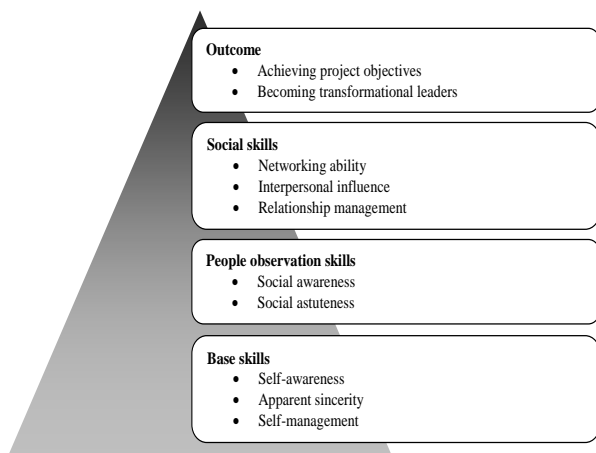 Outcome
• Achieving project objectives
• Becoming transformational leaders
Social skills
• Networking ability
• Interpersonal influence
• Relationship management
People observation skills
• Social awareness
• Social astuteness
Base skills
• Self-awareness
• Apparent sincerity
• Self-management